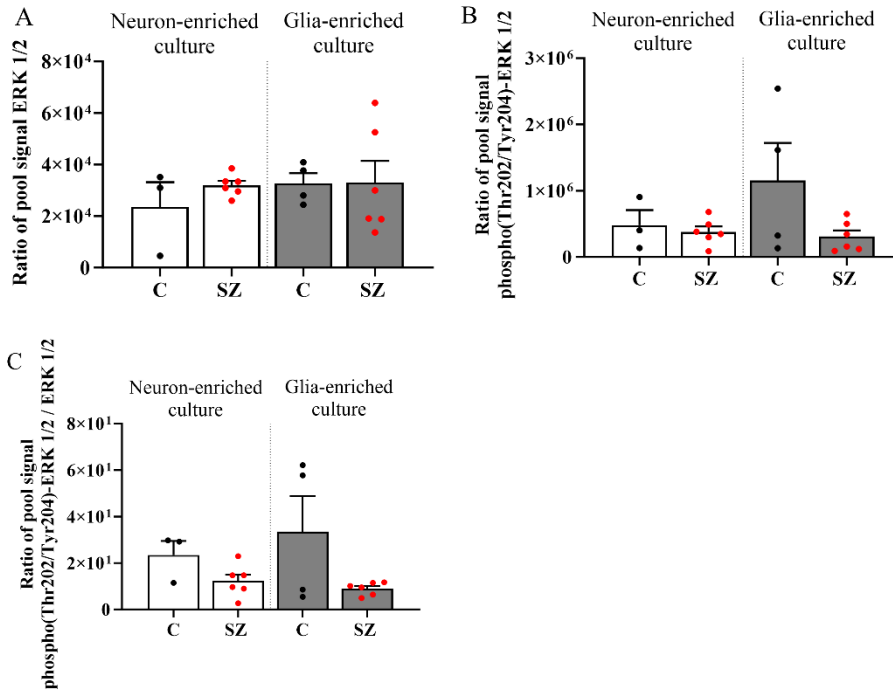 A
Neuron-enriched Glia-enriched
culture culture
Ratio of pool signal ERK 1/2
8×10⁴
6×10⁴
4×10⁴
2×10⁴
0
C SZ C SZ
B
Neuron-enriched Glia-enriched
culture culture
Ratio of pool signal
phospho(Thr202/Tyr204)-ERK 1/2
3×10⁶
2×10⁶
1×10⁶
0
C SZ C SZ
C
Neuron-enriched Glia-enriched
culture culture
Ratio of pool signal
phospho(Thr202/Tyr204)-ERK 1/2 / ERK 1/2
8×10¹
6×10¹
4×10¹
2×10¹
0
C SZ C SZ